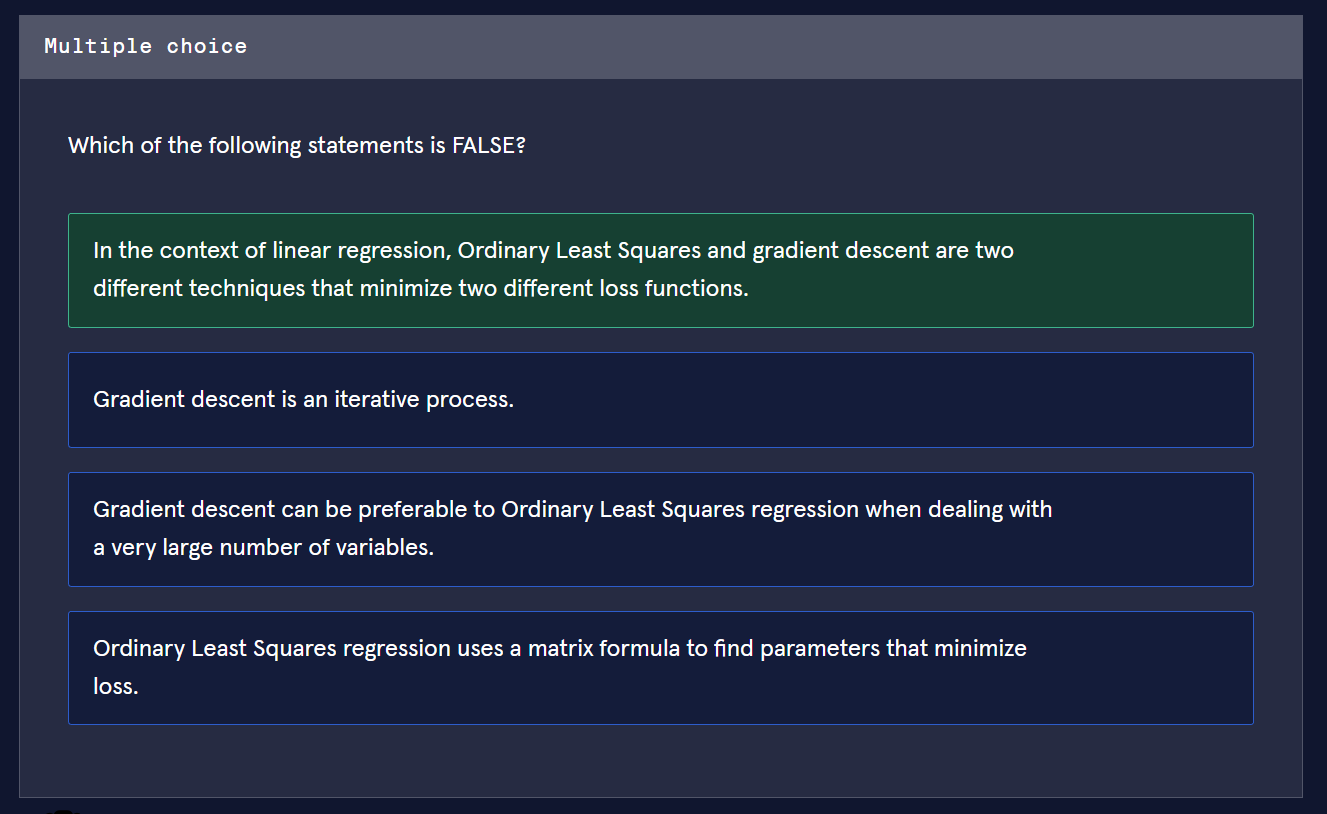 Multiple choice
Which of the following statements is FALSE?
In the context of linear regression, Ordinary Least Squares and gradient descent are two
different techniques that minimize two different loss functions.
Gradient descent is an iterative process.
Gradient descent can be preferable to Ordinary Least Squares regression when dealing with
a very large number of variables.
Ordinary Least Squares regression uses a matrix formula to find parameters that minimize
loss.